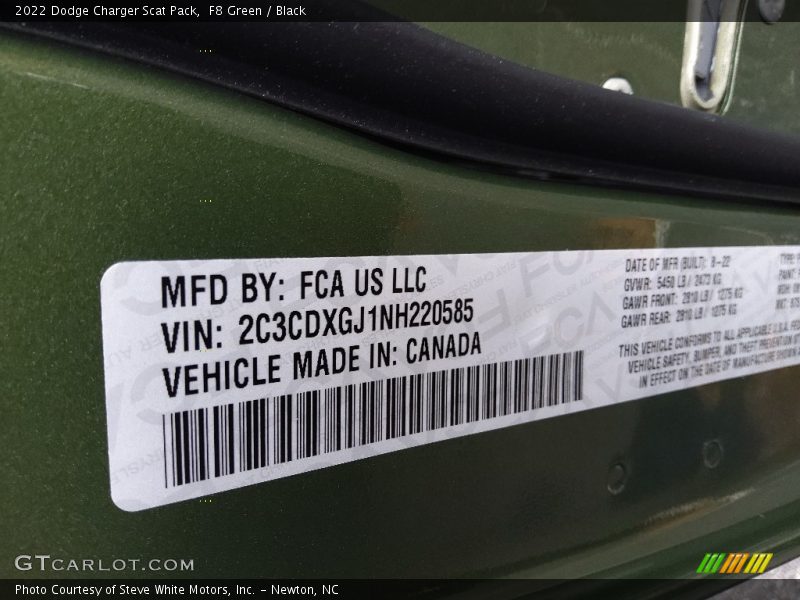 2022 Dodge Charger Scat Pack, F8 Green / Black
MFD BY: FCA US LLC
VIN: 2C3CDXGJ1NH220585
VEHICLE MADE IN: CANADA
DATE OF MFR (BUILT): 8-22
GVWR: 5450 LB / 2473 KG
GAWR FRONT: 2810 LB / 1275 KG
GAWR REAR: 2810 LB / 1275 KG
THIS VEHICLE CONFORMS TO ALL APPLICABLE U.S.A.
VEHICLE SAFETY, BUMPER, AND THEFT PREVENTION
IN EFFECT ON THE DATE OF MANUFACTURE SHOWN
GTCARLOT.COM
Photo Courtesy of Steve White Motors, Inc. – Newton, NC